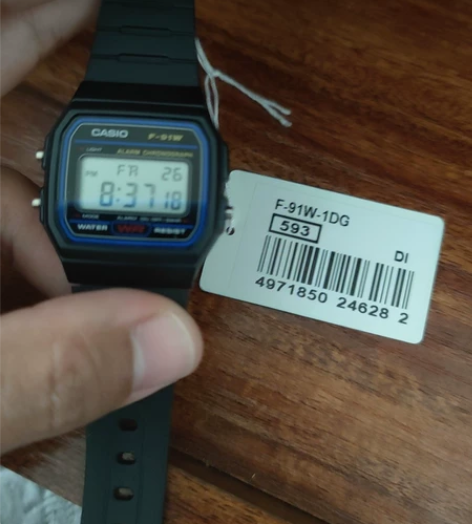 CASIO F-91W
LIGHT ALARM CHRONOGRAPH
FR 26
PM 8:37 18
MODE ALARM ON·OFF/24HR
WATER WR RESIST
F-91W-1DG
593
DI
4971850 24628 2